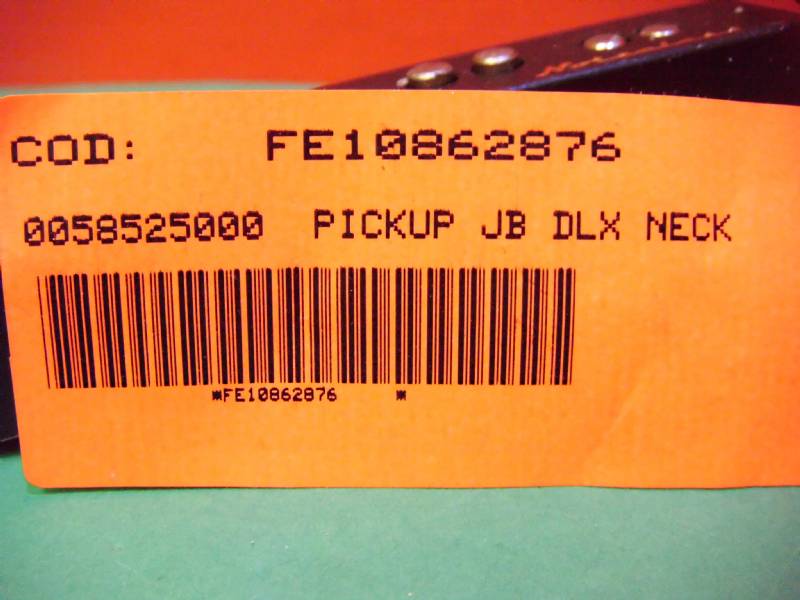 COD: FE10862876
0058525000 PICKUP JB DLX NECK
*FE10862876 *